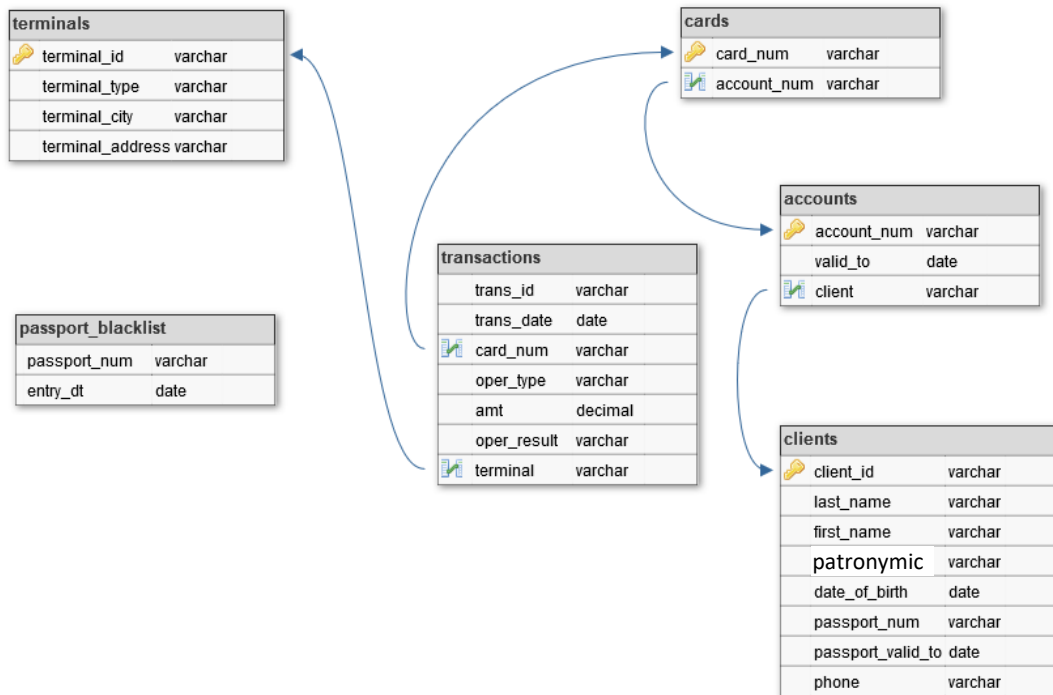 terminals
terminal_id varchar
terminal_type varchar
terminal_city varchar
terminal_address varchar
cards
card_num varchar
account_num varchar
accounts
account_num varchar
valid_to date
client varchar
transactions
trans_id varchar
trans_date date
card_num varchar
oper_type varchar
amt decimal
oper_result varchar
terminal varchar
passport_blacklist
passport_num varchar
entry_dt date
clients
client_id varchar
last_name varchar
first_name varchar
patronymic varchar
date_of_birth date
passport_num varchar
passport_valid_to date
phone varchar